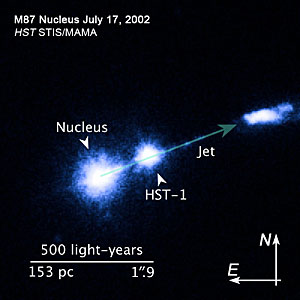 M87 Nucleus July 17, 2002
HST STIS/MAMA
Nucleus
Jet
HST-1
500 light-years
153 pc 1".9
N
E